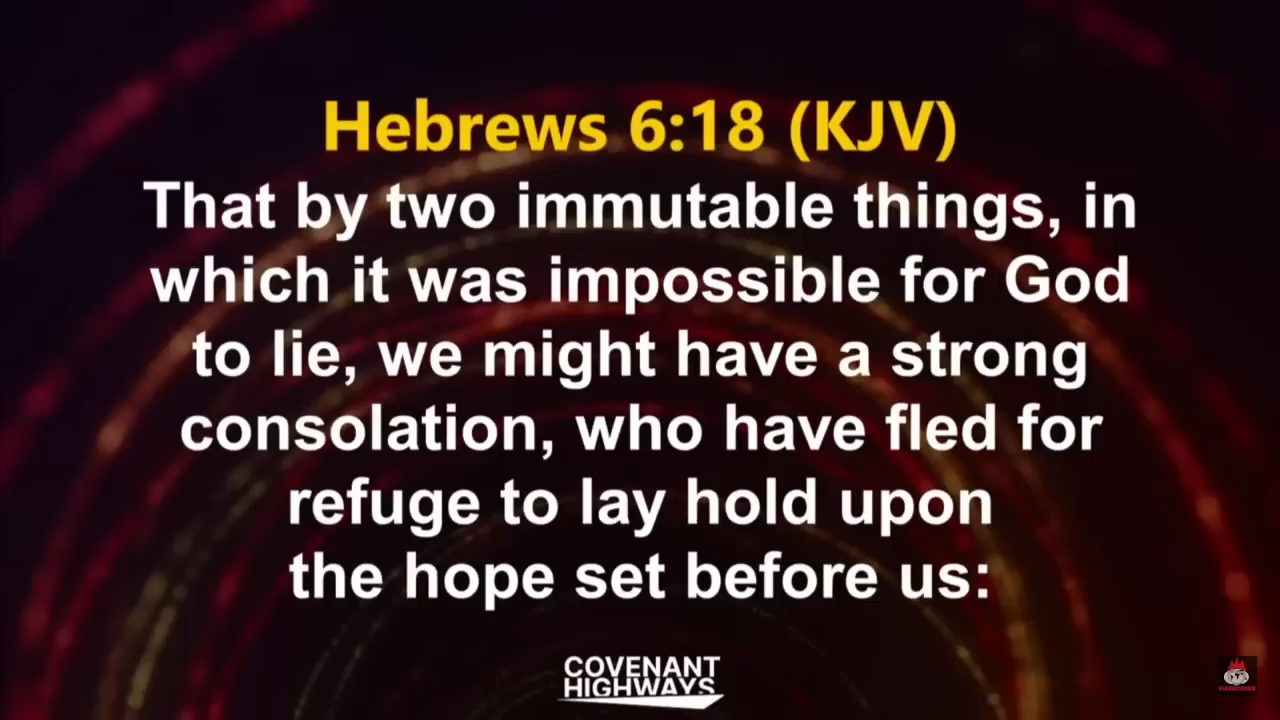 Hebrews 6:18 (KJV)
That by two immutable things, in
which it was impossible for God
to lie, we might have a strong
consolation, who have fled for
refuge to lay hold upon
the hope set before us:
COVENANT
HIGHWAYS
SUBSCRIBE